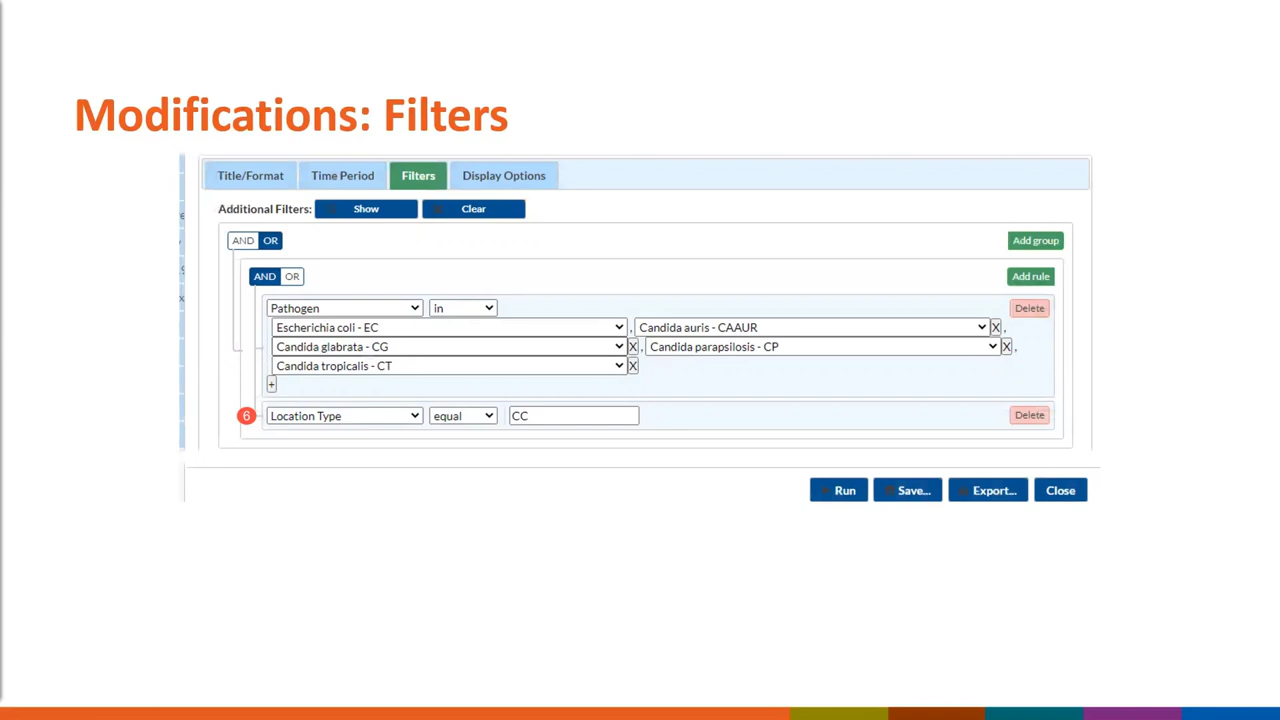 Modifications: Filters
Title/Format Time Period Filters Display Options
Additional Filters: Show Clear
AND OR Add group
AND OR Add rule
Pathogen in Delete
Escherichia coli - EC , Candida auris - CAAUR X ,
Candida glabrata - CG X , Candida parapsilosis - CP X ,
Candida tropicalis - CT X
+
6 Location Type equal CC Delete
Run Save... Export... Close